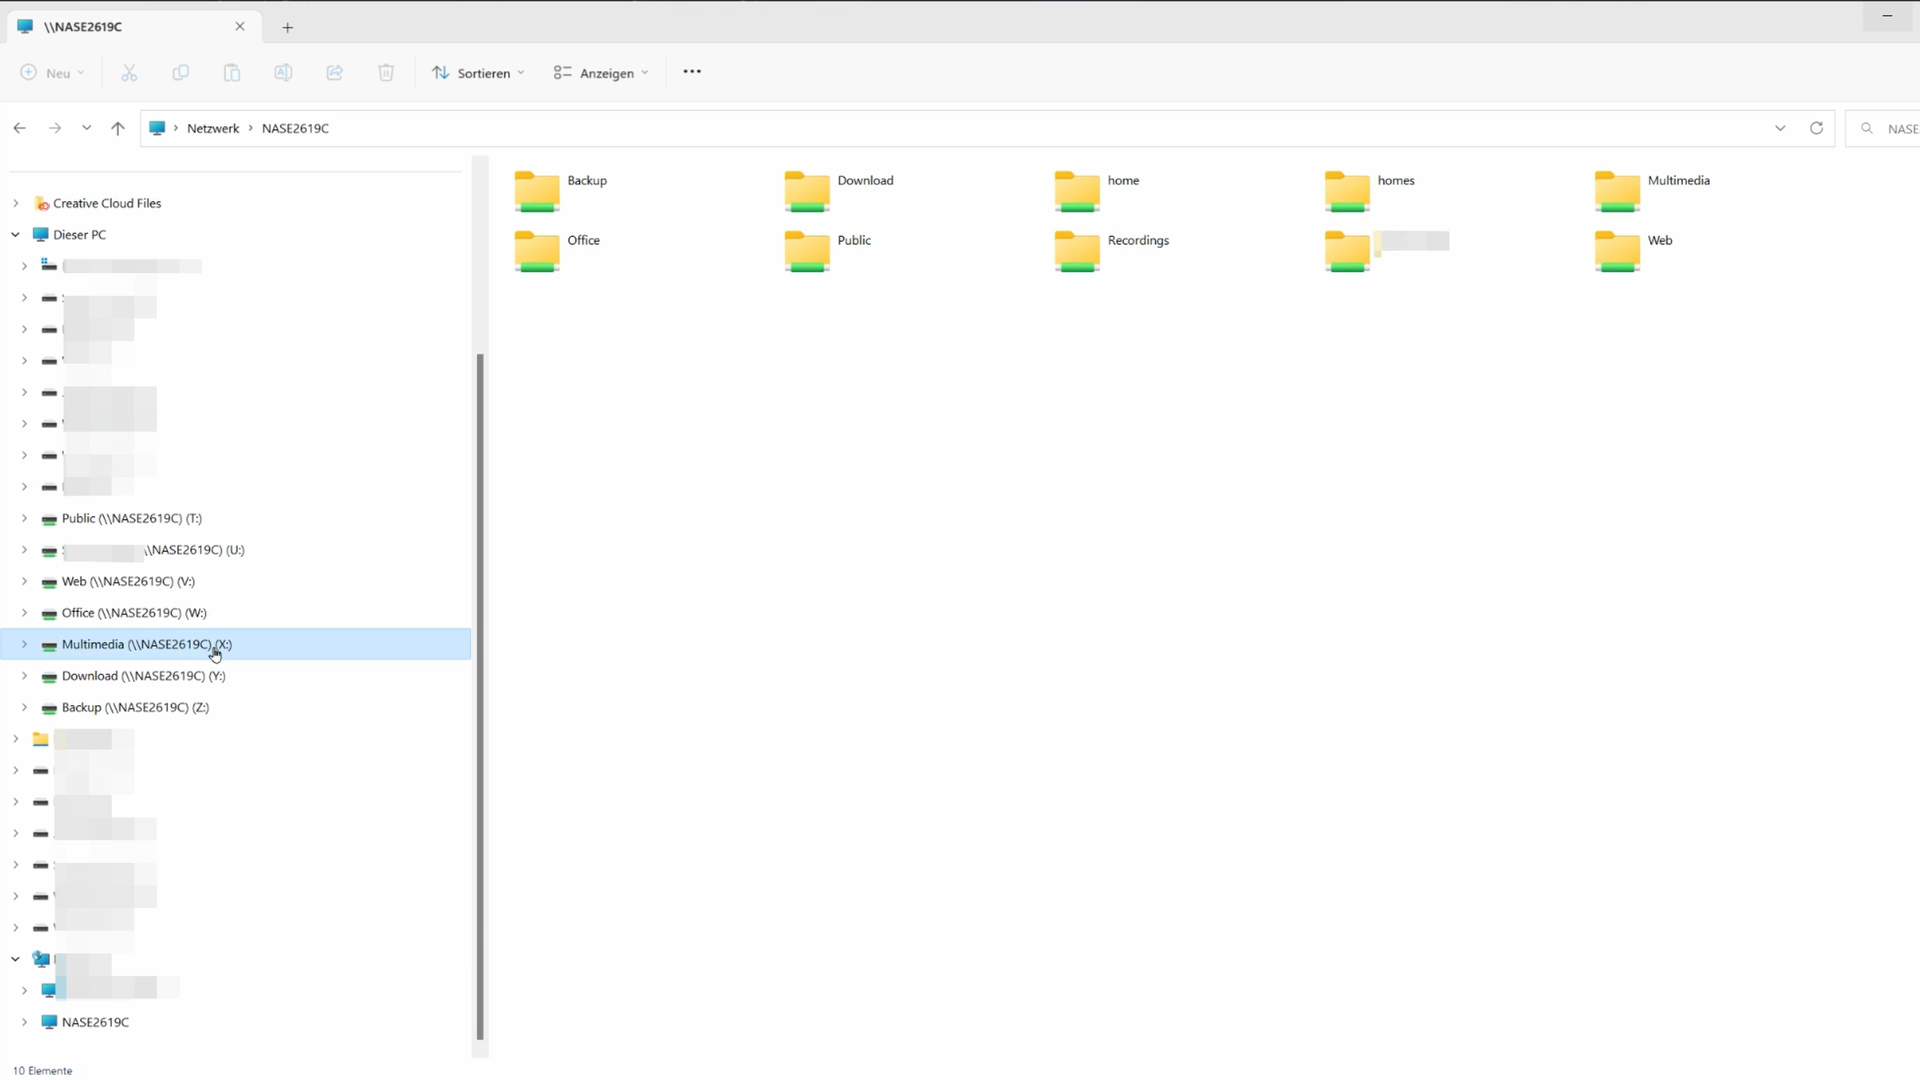 \\NASE2619C
Neu
Sortieren
Anzeigen
Netzwerk > NASE2619C
NASE
Creative Cloud Files
Dieser PC
Public (\\NASE2619C) (T:)
\\NASE2619C) (U:)
Web (\\NASE2619C) (V:)
Office (\\NASE2619C) (W:)
Multimedia (\\NASE2619C) (X:)
Download (\\NASE2619C) (Y:)
Backup (\\NASE2619C) (Z:)
NASE2619C
Backup
Download
home
homes
Multimedia
Office
Public
Recordings
Web
10 Elemente